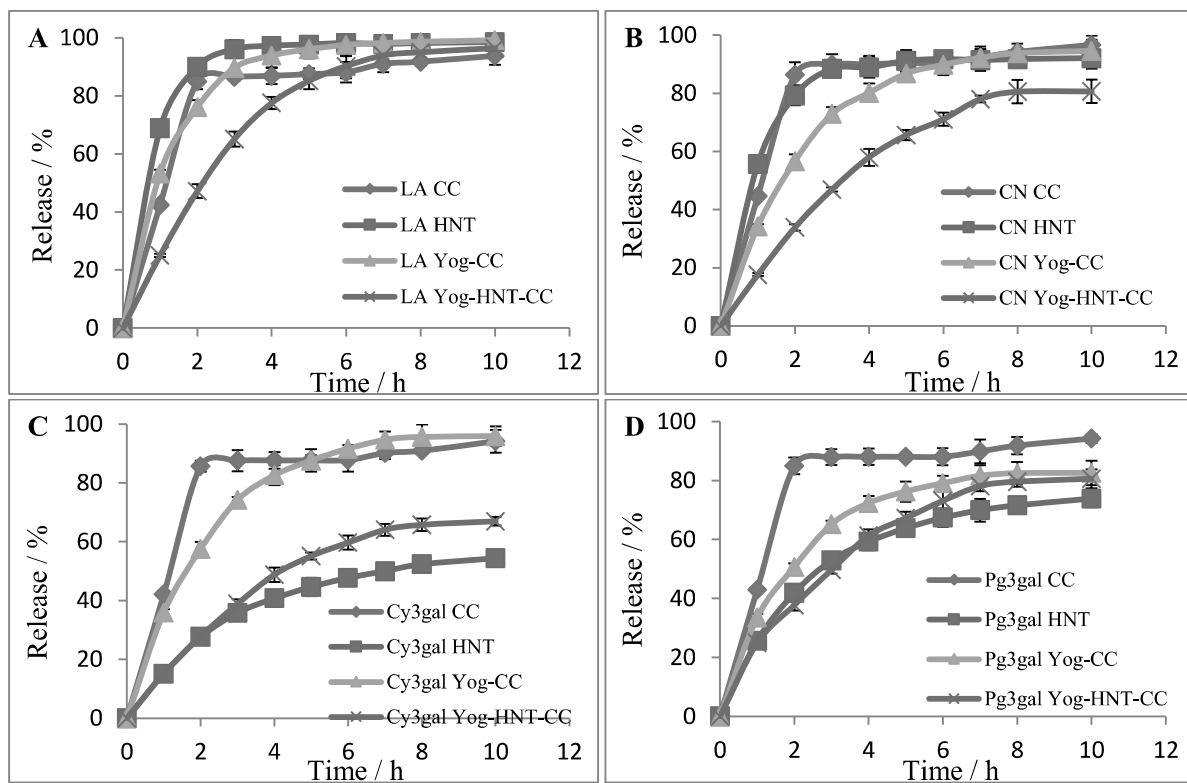 A
100
80
60
40
20
0
Release / %
LA CC
LA HNT
LA Yog-CC
LA Yog-HNT-CC
0 2 4 6 8 10 12
Time / h
B
100
80
60
40
20
0
Release / %
CN CC
CN HNT
CN Yog-CC
CN Yog-HNT-CC
0 2 4 6 8 10 12
Time / h
C
100
80
60
40
20
0
Release / %
Cy3gal CC
Cy3gal HNT
Cy3gal Yog-CC
Cy3gal Yog-HNT-CC
0 2 4 6 8 10 12
Time / h
D
100
80
60
40
20
0
Release / %
Pg3gal CC
Pg3gal HNT
Pg3gal Yog-CC
Pg3gal Yog-HNT-CC
0 2 4 6 8 10 12
Time / h